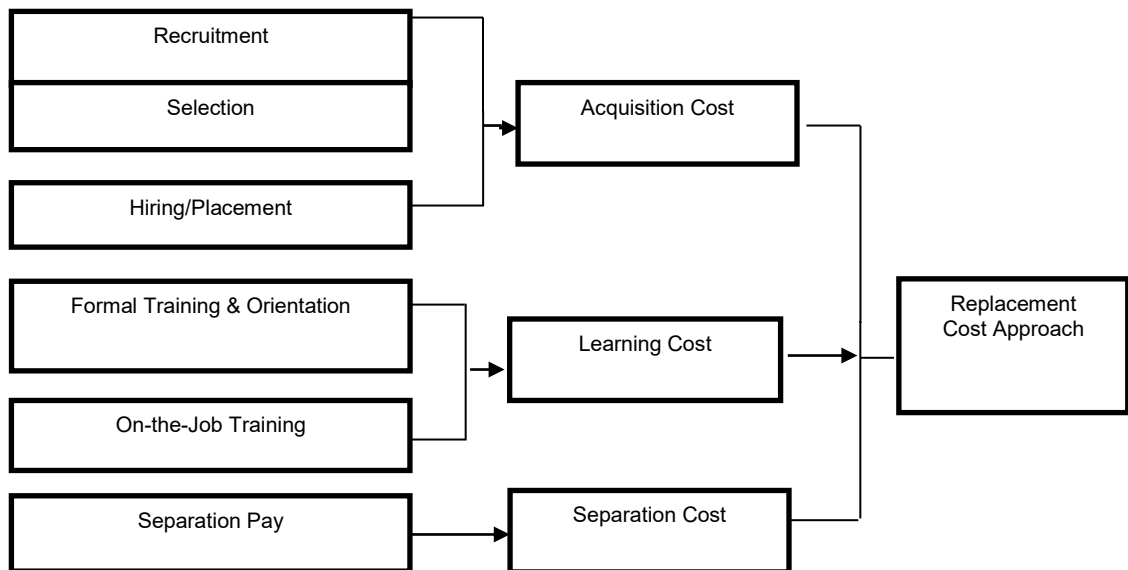 Recruitment
Selection
Acquisition Cost
Hiring/Placement
Formal Training & Orientation
Replacement
Cost Approach
Learning Cost
On-the-Job Training
Separation Pay
Separation Cost